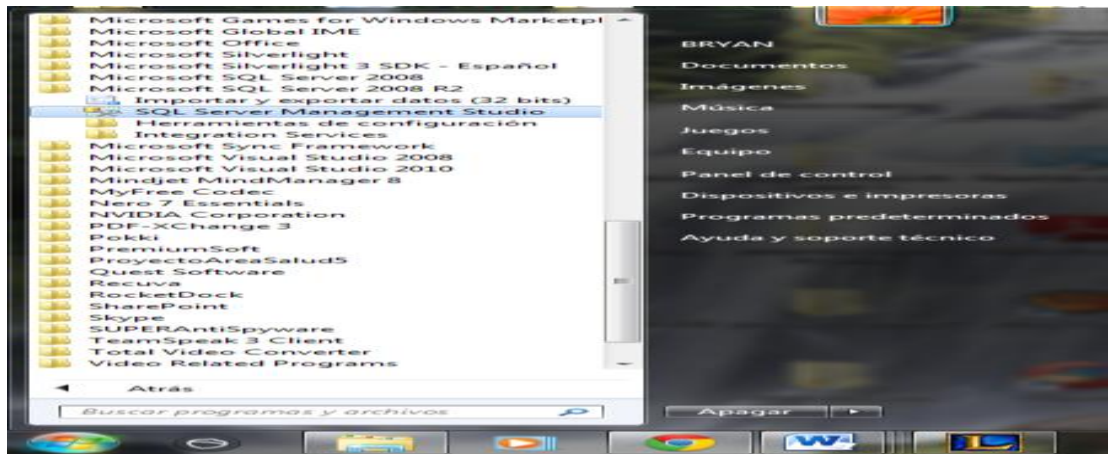 Microsoft Games for Windows Marketpl
Microsoft Global IME
Microsoft Office
Microsoft Silverlight
Microsoft Silverlight 3 SDK - Español
Microsoft SQL Server 2008
Microsoft SQL Server 2008 R2
Importar y exportar datos (32 bits)
SQL Server Management Studio
Herramientas de configuración
Integration Services
Microsoft Sync Framework
Microsoft Visual Studio 2008
Microsoft Visual Studio 2010
Mindjet MindManager 8
MyFree Codec
Nero 7 Essentials
NVIDIA Corporation
PDF-XChange 3
Pokki
PremiumSoft
ProyectoAreaSalud5
Quest Software
Recuva
RocketDock
SharePoint
Skype
SUPERAntiSpyware
TeamSpeak 3 Client
Total Video Converter
Video Related Programs
Atrás
Buscar programas y archivos
BRYAN
Documentos
Imágenes
Música
Juegos
Equipo
Panel de control
Dispositivos e impresoras
Programas predeterminados
Ayuda y soporte técnico
Apagar
W
L